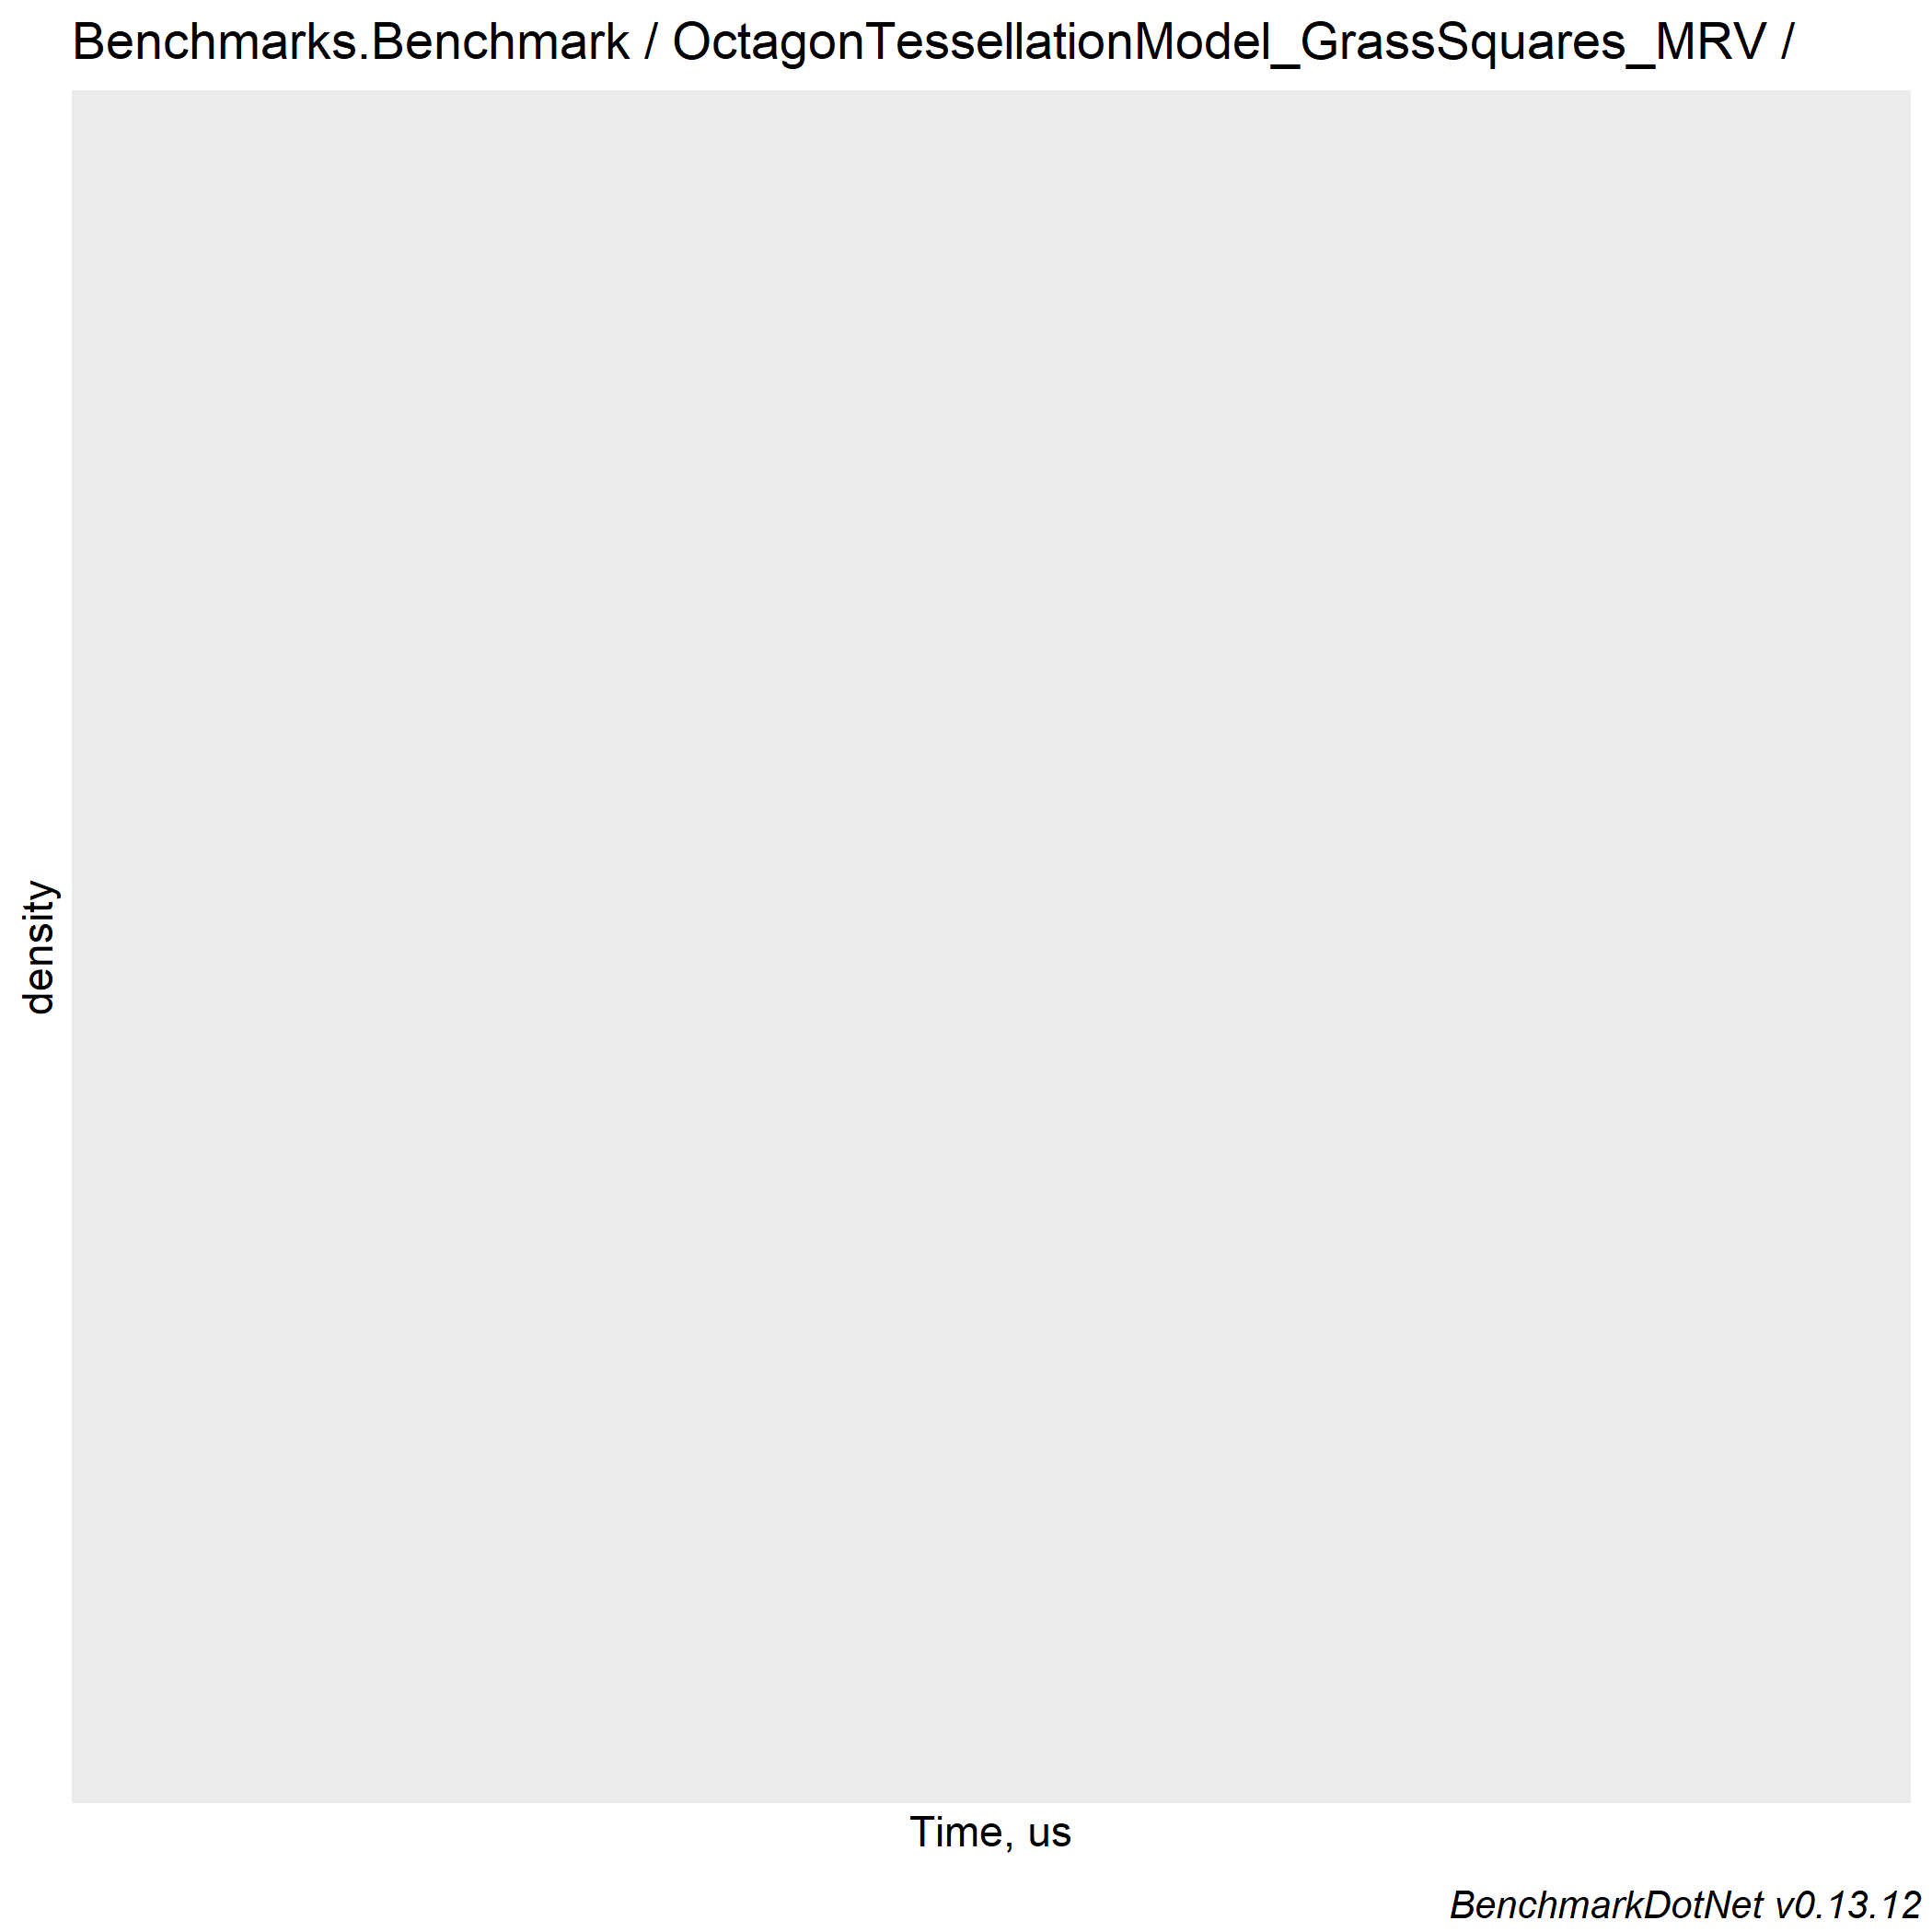 Benchmarks.Benchmark / OctagonTessellationModel_GrassSquares_MRV /
density
Time, us
BenchmarkDotNet v0.13.12